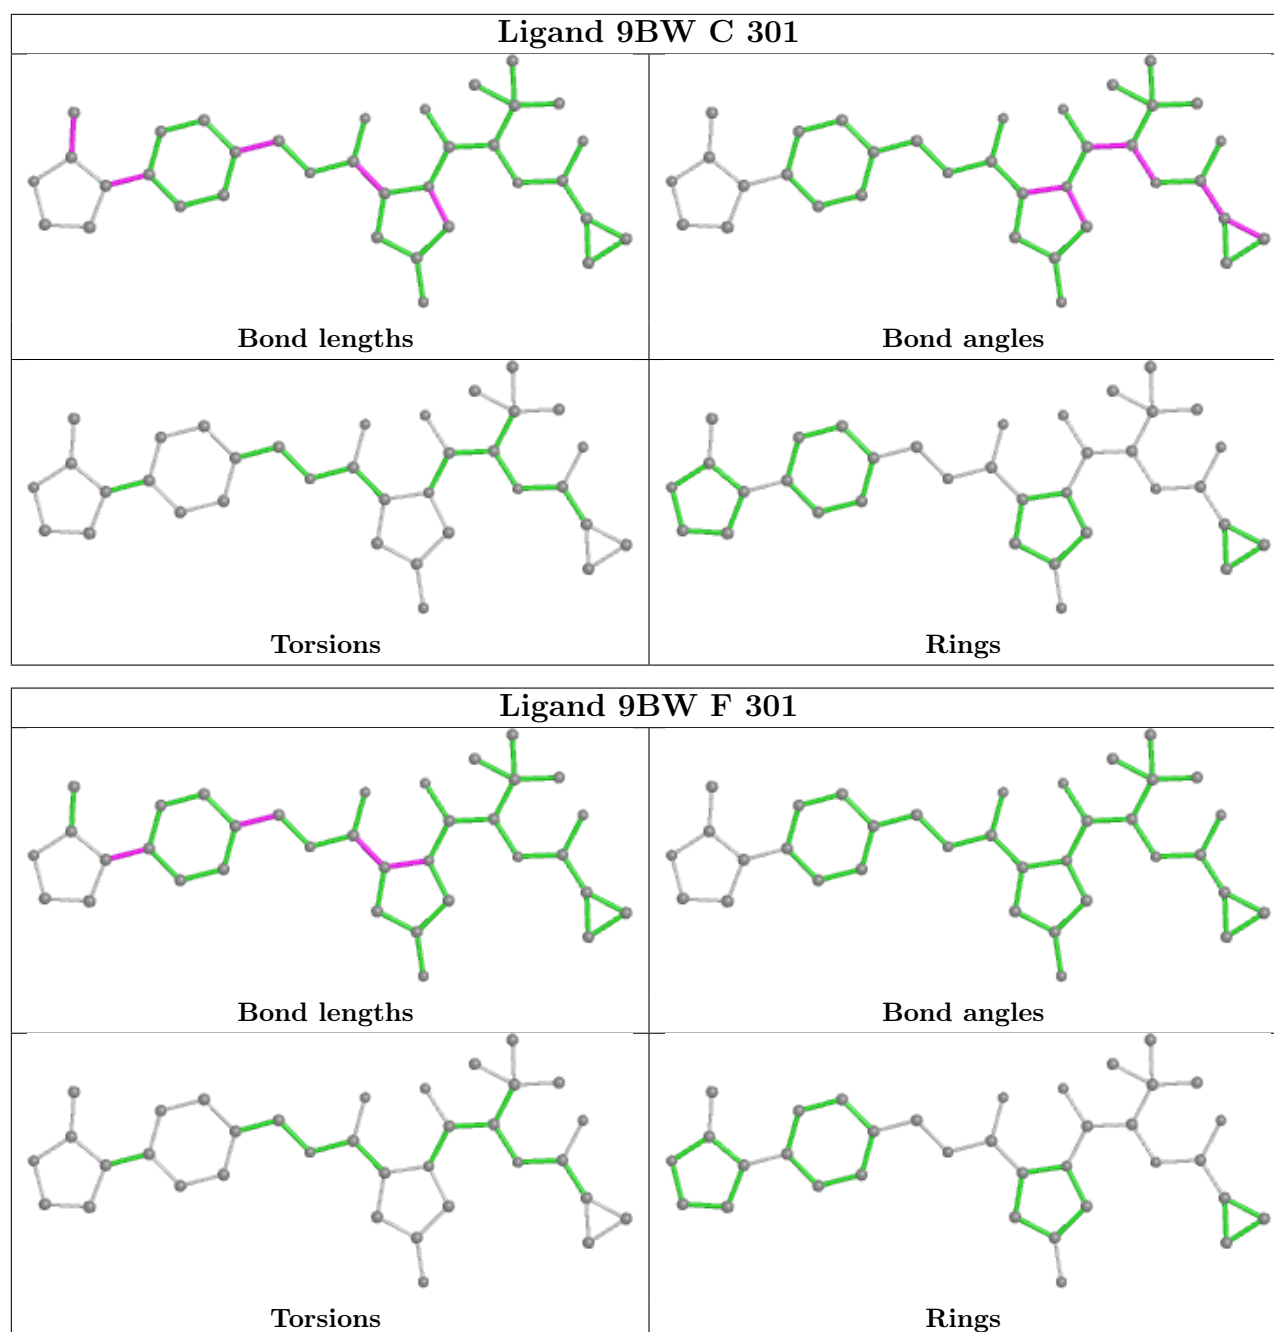 Ligand 9BW C 301
Bond lengths
Bond angles
Torsions
Rings
Ligand 9BW F 301
Bond lengths
Bond angles
Torsions
Rings